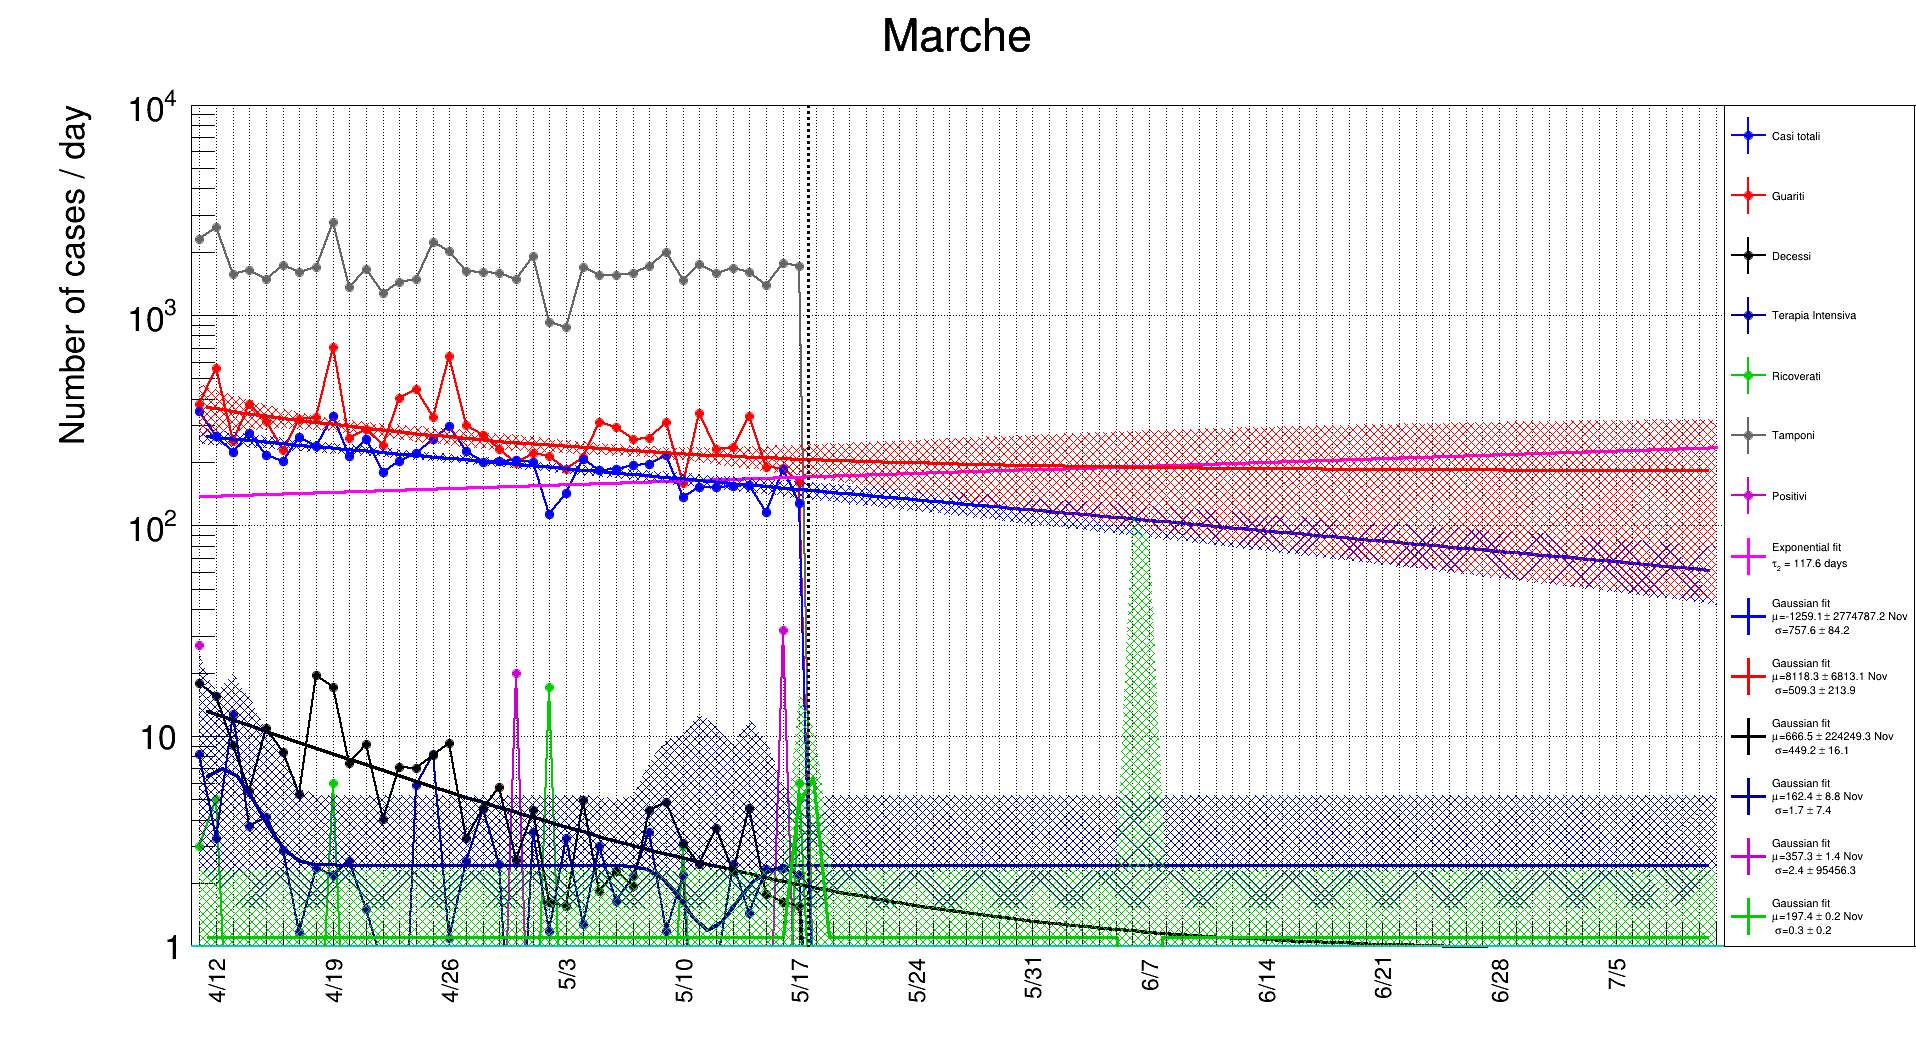 Marche
Number of cases / day
10⁴
10³
10²
10
1
4/12
4/19
4/26
5/3
5/10
5/17
5/24
5/31
6/7
6/14
6/21
6/28
7/5
Casi totali
Guariti
Decessi
Terapia Intensiva
Ricoverati
Tamponi
Positivi
Exponential fit
τ₂ = 117.6 days
Gaussian fit
μ=-1259.1± 2774787.2 Nov
σ=757.6 ± 84.2
Gaussian fit
μ=8118.3 ± 6813.1 Nov
σ=509.3 ± 213.9
Gaussian fit
μ=666.5 ± 224249.3 Nov
σ=449.2 ± 16.1
Gaussian fit
μ=162.4 ± 8.8 Nov
σ=1.7 ± 7.4
Gaussian fit
μ=357.3 ± 1.4 Nov
σ=2.4 ± 95456.3
Gaussian fit
μ=197.4 ± 0.2 Nov
σ=0.3 ± 0.2